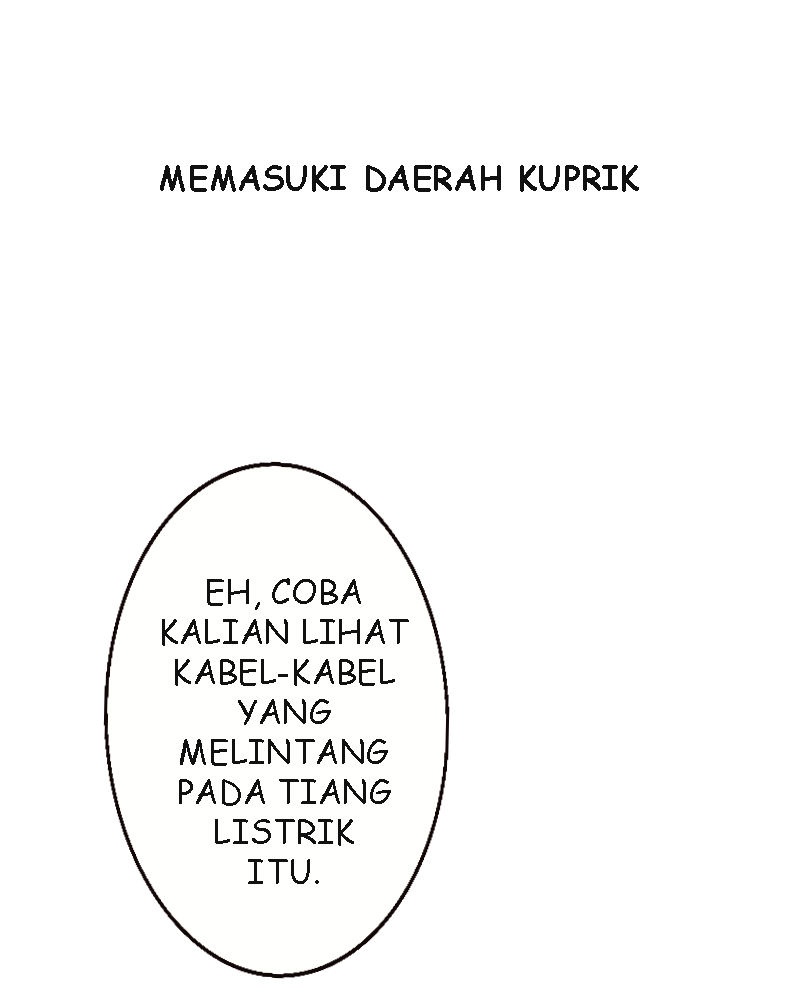 MEMASUKI DAERAH KUPRIK
EH, COBA
KALIAN LIHAT
KABEL-KABEL
YANG
MELINTANG
PADA TIANG
LISTRIK
ITU.